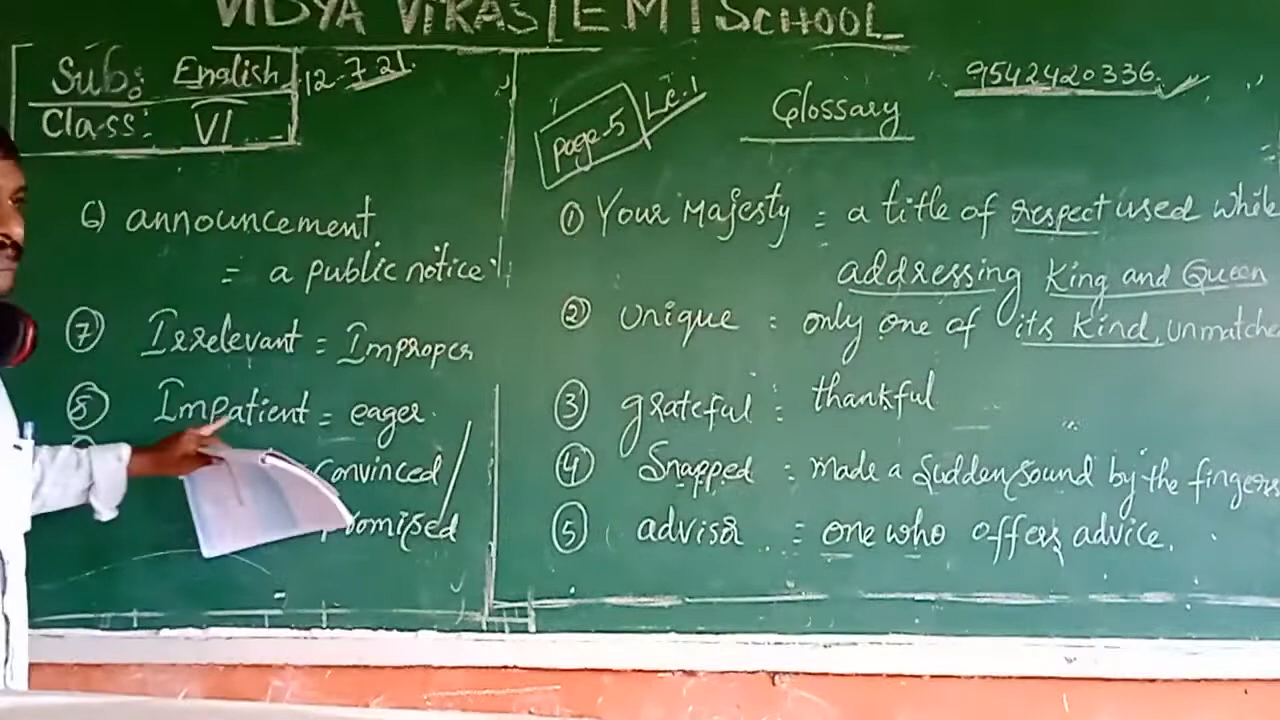 VIDYA VIKAS [E M] SCHOOL
Sub: English
12-7-21.
Class: VI
6) announcement
= a public notice
7 Irrelevant = Improper
8 Impatient = eager
Convinced
promised
9542420336.
Page-5 Le.1 Glossary
1 Your Majesty = a title of respect used while
addressing King and Queen
2 Unique : only one of its kind, unmatche
3 grateful : thankful
4 Snapped : made a sudden sound by the fingers
5 advisor = one who offers advice.